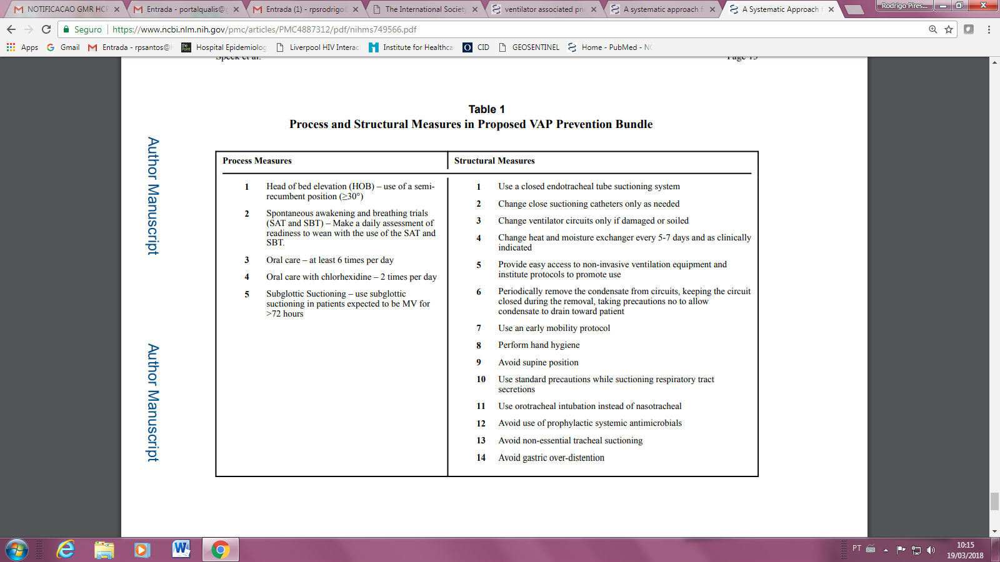 NOTIFICACAO GMR HCF
Entrada - portalqualis@g
Entrada (1) - rpsrodrigo@
The International Society
ventilator associated pne
A systematic approach f
A Systematic Approach f
Rodrigo Pires...
Seguro
https://www.ncbi.nlm.nih.gov/pmc/articles/PMC4887312/pdf/nihms749566.pdf
Apps
Gmail
Entrada - rpsantos@
Hospital Epidemiolog
Liverpool HIV Interac
Institute for Healthca
CID
GEOSENTINEL
Home - PubMed - NC
Speck et al.
Page 13
Table 1
Process and Structural Measures in Proposed VAP Prevention Bundle
Author Manuscript
Author Manuscript
Process Measures
1 Head of bed elevation (HOB) – use of a semi-
recumbent position (≥30°)
2 Spontaneous awakening and breathing trials
(SAT and SBT) – Make a daily assessment of
readiness to wean with the use of the SAT and
SBT.
3 Oral care – at least 6 times per day
4 Oral care with chlorhexidine – 2 times per day
5 Subglottic Suctioning – use subglottic
suctioning in patients expected to be MV for
>72 hours
Structural Measures
1 Use a closed endotracheal tube suctioning system
2 Change close suctioning catheters only as needed
3 Change ventilator circuits only if damaged or soiled
4 Change heat and moisture exchanger every 5-7 days and as clinically
indicated
5 Provide easy access to non-invasive ventilation equipment and
institute protocols to promote use
6 Periodically remove the condensate from circuits, keeping the circuit
closed during the removal, taking precautions no to allow
condensate to drain toward patient
7 Use an early mobility protocol
8 Perform hand hygiene
9 Avoid supine position
10 Use standard precautions while suctioning respiratory tract
secretions
11 Use orotracheal intubation instead of nasotracheal
12 Avoid use of prophylactic systemic antimicrobials
13 Avoid non-essential tracheal suctioning
14 Avoid gastric over-distention
PT
10:15
19/03/2018